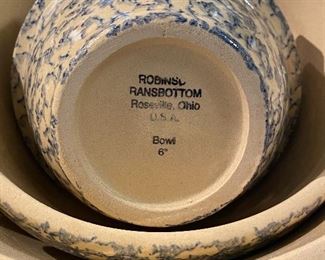 ROBINS
RANSBOTTOM
Roseville, Ohio
U.S.A.
Bowl
6"